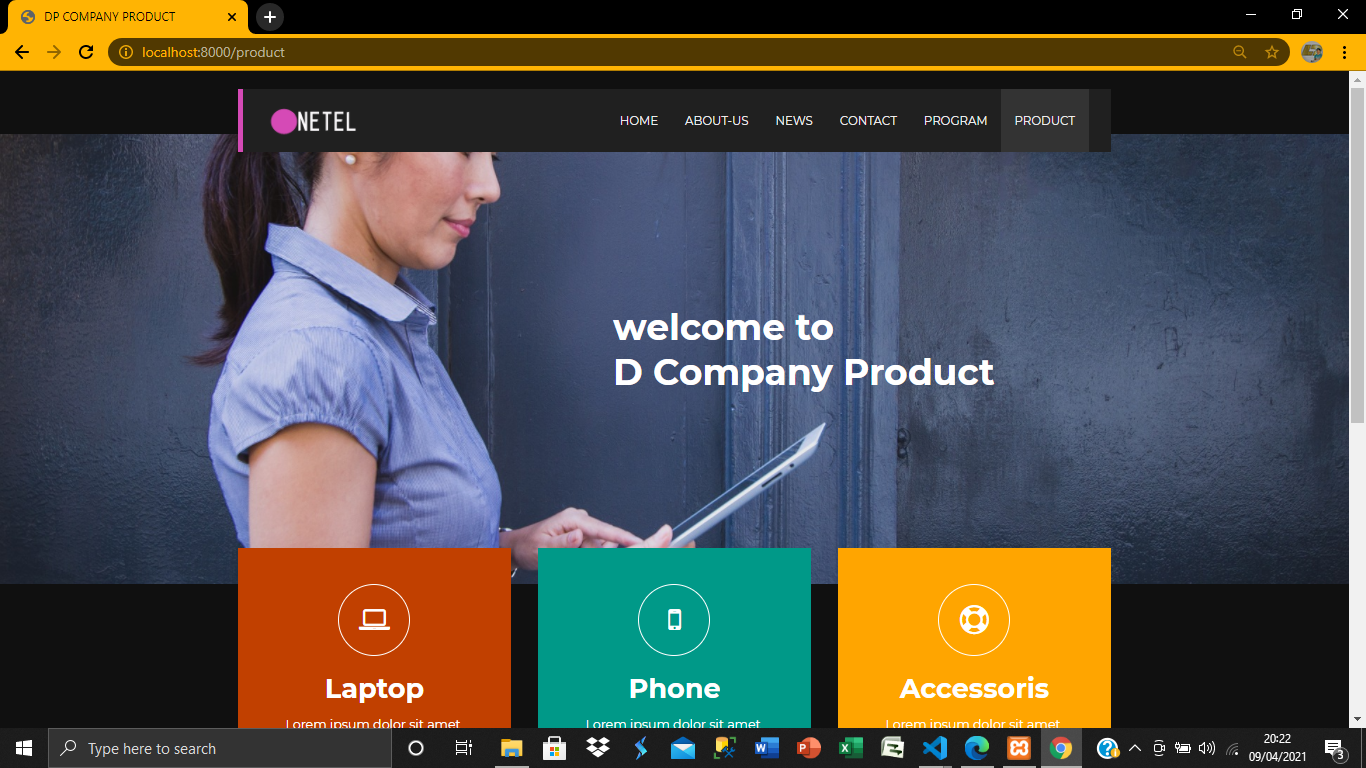 DP COMPANY PRODUCT
localhost:8000/product
NETEL
HOME ABOUT-US NEWS CONTACT PROGRAM PRODUCT
welcome to
D Company Product
Laptop Phone Accessoris
Lorem ipsum dolor sit amet Lorem ipsum dolor sit amet Lorem ipsum dolor sit amet
Type here to search
20:22
09/04/2021
3